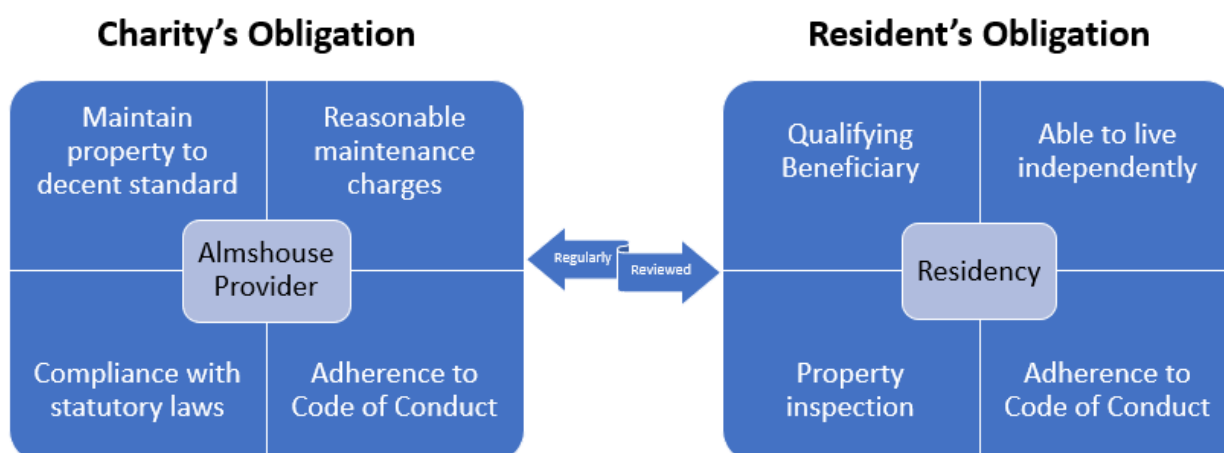 Charity's Obligation
Maintain
property to
decent standard
Reasonable
maintenance
charges
Almshouse
Provider
Compliance with
statutory laws
Adherence to
Code of Conduct
Regularly
Reviewed
Resident's Obligation
Qualifying
Beneficiary
Able to live
independently
Residency
Property
inspection
Adherence to
Code of Conduct